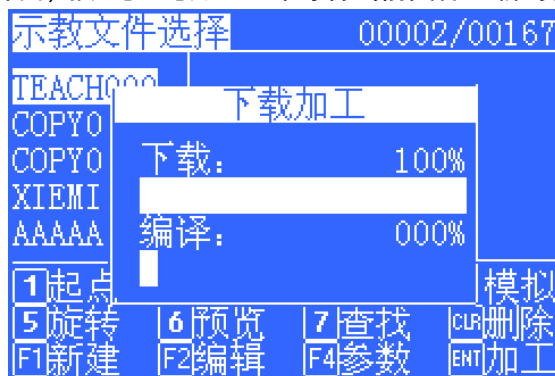 示教文件选择 00002/00167
TEACH000
下载加工
COPY0
COPY0 下载: 100%
XIEMI
AAAAA 编译: 000%
1起点 模拟
5旋转 6预览 7查找 CLR删除
F1新建 F2编辑 F4参数 ENT加工